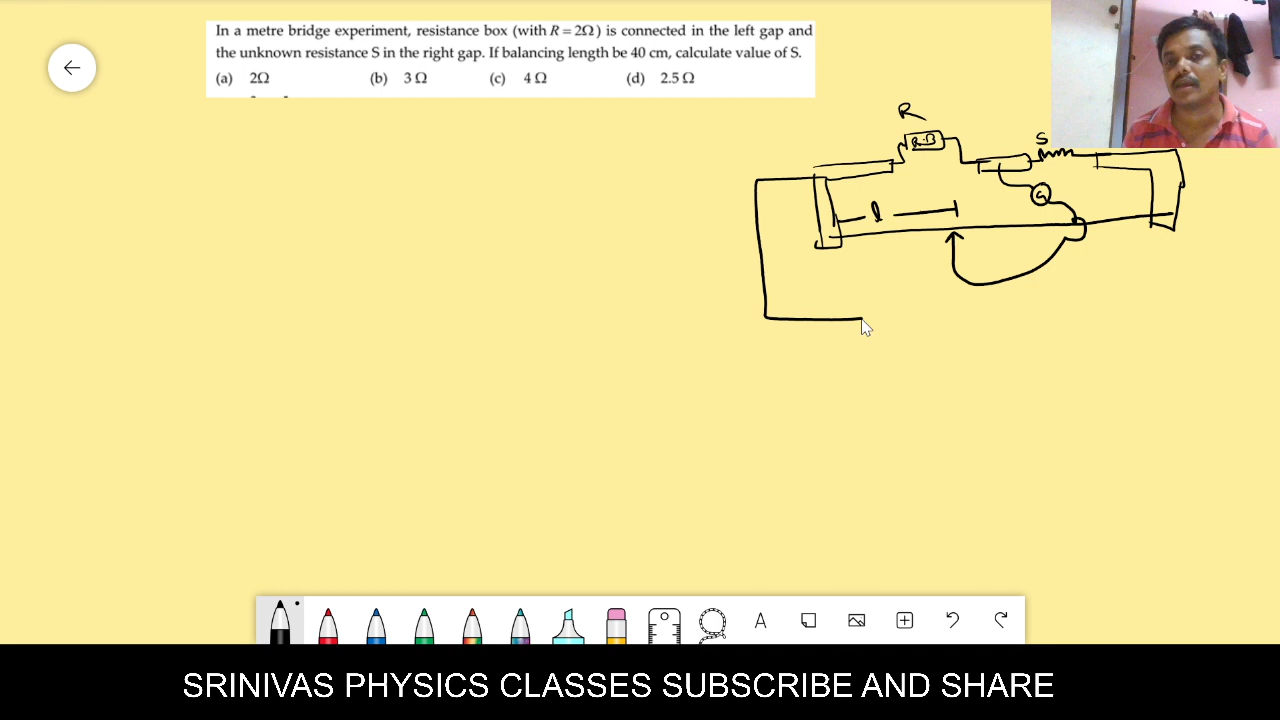 In a metre bridge experiment, resistance box (with R = 2Ω) is connected in the left gap and
the unknown resistance S in the right gap. If balancing length be 40 cm, calculate value of S.
(a) 2Ω (b) 3 Ω (c) 4 Ω (d) 2.5 Ω
R
R.B
S
G
l
A
SRINIVAS PHYSICS CLASSES SUBSCRIBE AND SHARE